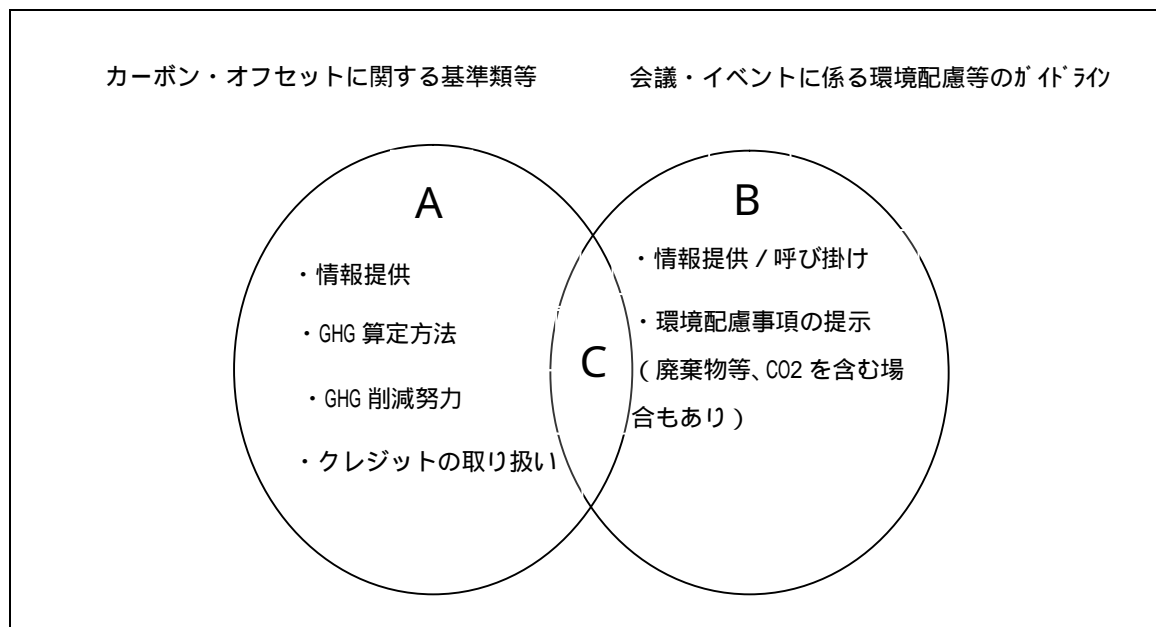 カーボン・オフセットに関する基準類等
会議・イベントに係る環境配慮等のｶﾞｲﾄﾞﾗｲﾝ
A
・情報提供
・GHG 算定方法
・GHG 削減努力
・クレジットの取り扱い
C
B
・情報提供 / 呼び掛け
・環境配慮事項の提示
（廃棄物等、CO2 を含む場
合もあり）